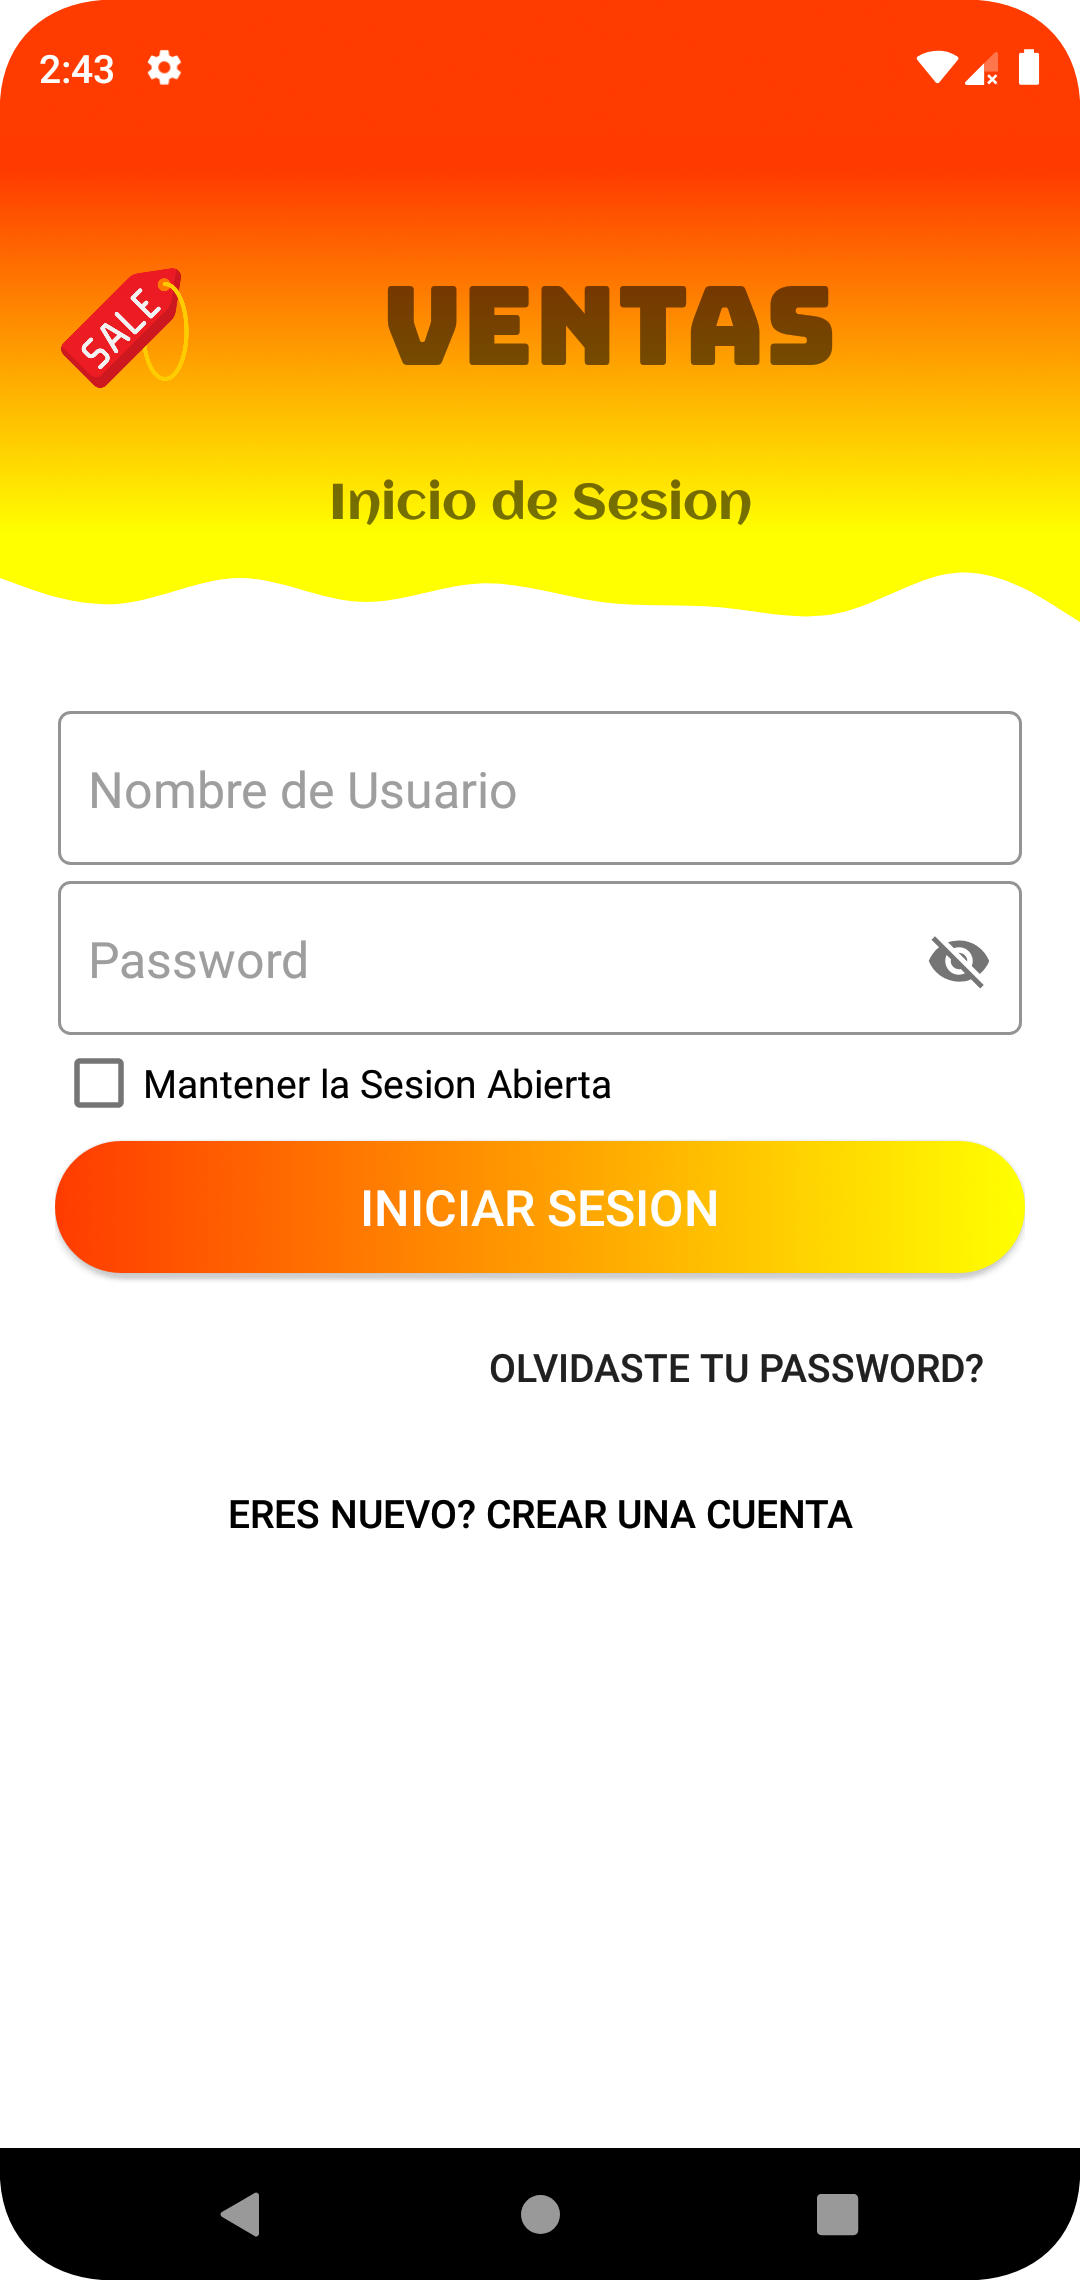 2:43
SALE
VENTAS
Inicio de Sesion
Nombre de Usuario
Password
Mantener la Sesion Abierta
INICIAR SESION
OLVIDASTE TU PASSWORD?
ERES NUEVO? CREAR UNA CUENTA